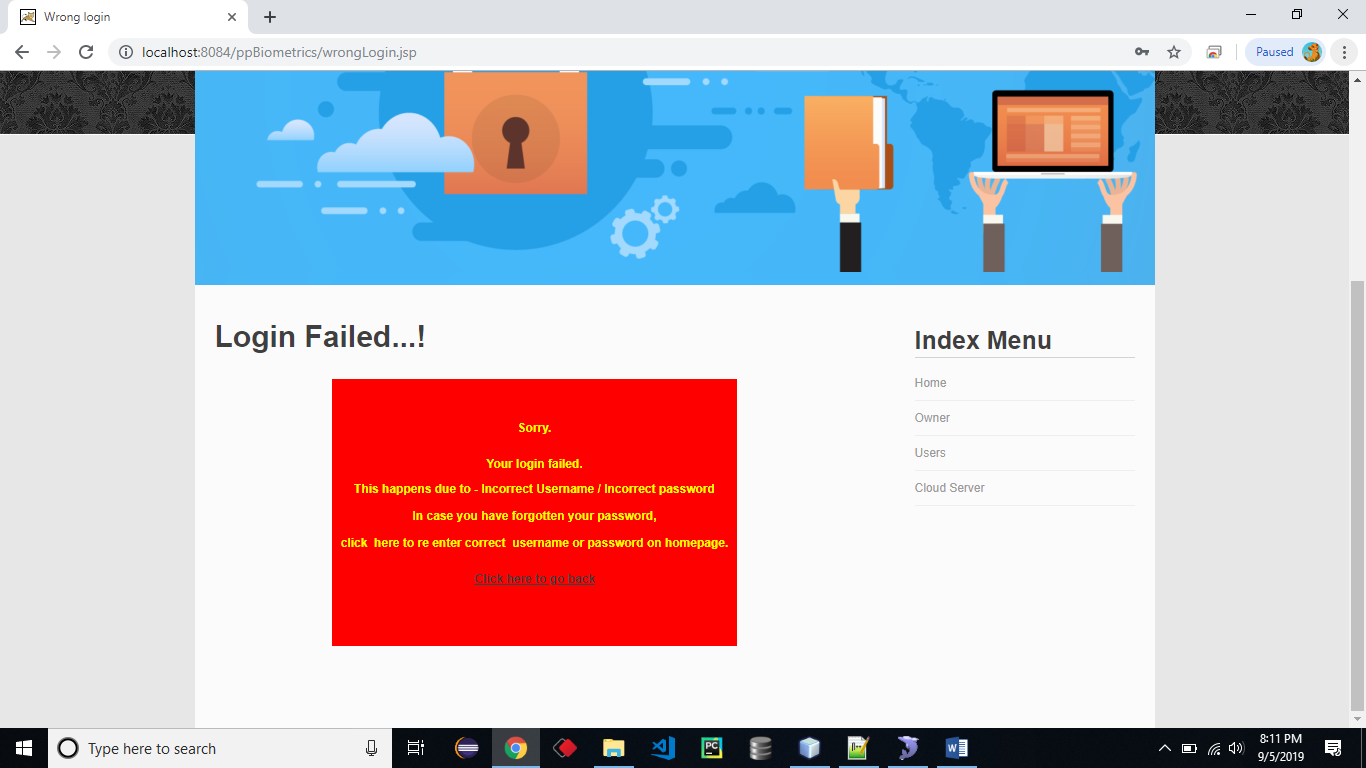 Wrong login
localhost:8084/ppBiometrics/wrongLogin.jsp
Paused
Login Failed...!
Sorry.
Your login failed.
This happens due to - Incorrect Username / Incorrect password
In case you have forgotten your password,
click  here to re enter correct  username or password on homepage.
Click here to go back
Index Menu
Home
Owner
Users
Cloud Server
Type here to search
PC
W
8:11 PM
9/5/2019